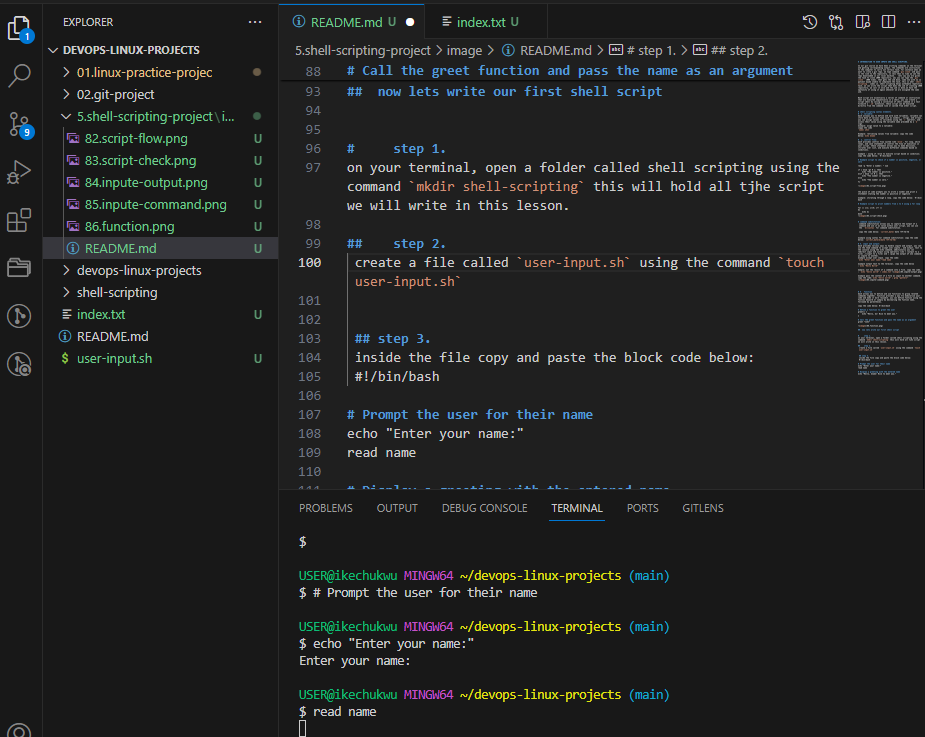 EXPLORER
...
DEVOPS-LINUX-PROJECTS
01.linux-practice-projec
02.git-project
5.shell-scripting-project\i...
82.script-flow.png U
83.script-check.png U
84.inpute-output.png U
85.inpute-command.png U
86.function.png U
README.md U
devops-linux-projects
shell-scripting
index.txt U
README.md
$ user-input.sh U
1
9
README.md U
index.txt U
...
5.shell-scripting-project > image > README.md > # step 1. > ## step 2.
88 # Call the greet function and pass the name as an argument
93 ##  now lets write our first shell script
94
95
96 #     step 1.
97 on your terminal, open a folder called shell scripting using the
command `mkdir shell-scripting` this will hold all tjhe script
we will write in this lesson.
98
99 ##    step 2.
100 create a file called `user-input.sh` using the command `touch
user-input.sh`
101
102
103 ## step 3.
104 inside the file copy and paste the block code below:
105 #!/bin/bash
106
107 # Prompt the user for their name
108 echo "Enter your name:"
109 read name
110
111 # Display a greeting with the entered name
PROBLEMS OUTPUT DEBUG CONSOLE TERMINAL PORTS GITLENS
$
USER@ikechukwu MINGW64 ~/devops-linux-projects (main)
$ # Prompt the user for their name
USER@ikechukwu MINGW64 ~/devops-linux-projects (main)
$ echo "Enter your name:"
Enter your name:
USER@ikechukwu MINGW64 ~/devops-linux-projects (main)
$ read name